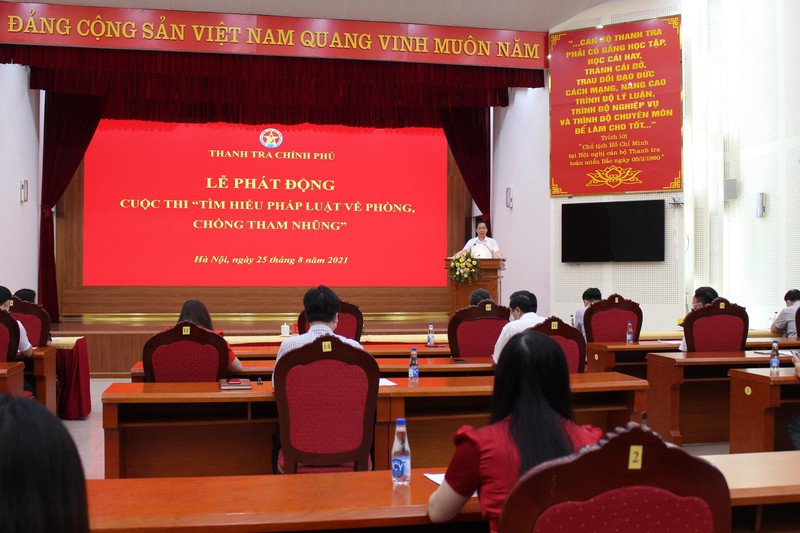 ĐẢNG CỘNG SẢN VIỆT NAM QUANG VINH MUÔN NĂM
"...CÁN BỘ THANH TRA
PHẢI CỐ GẮNG HỌC TẬP,
HỌC CÁI HAY,
TRÁNH CÁI DỞ,
TRAU DỒI ĐẠO ĐỨC
CÁCH MẠNG, NÂNG CAO
TRÌNH ĐỘ LÝ LUẬN,
TRÌNH ĐỘ NGHIỆP VỤ
VÀ TRÌNH ĐỘ CHUYÊN MÔN
ĐỂ LÀM CHO TỐT..."
Trích lời
"Chủ tịch Hồ Chí Minh
tại Hội nghị cán bộ Thanh tra
toàn miền Bắc ngày 05/3/1960"
THANH TRA CHÍNH PHỦ
LỄ PHÁT ĐỘNG
CUỘC THI "TÌM HIỂU PHÁP LUẬT VỀ PHÒNG,
CHỐNG THAM NHŨNG"
Hà Nội, ngày 25 tháng 8 năm 2021
2